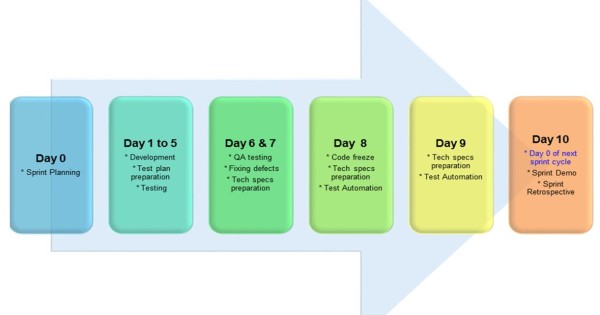 Day 0
* Sprint Planning
Day 1 to 5
* Development
* Test plan
preparation
* Testing
Day 6 & 7
* QA testing
* Fixing defects
* Tech specs
preparation
Day 8
* Code freeze
* Tech specs
preparation
* Test Automation
Day 9
* Tech specs
preparation
* Test Automation
Day 10
* Day 0 of next
sprint cycle
* Sprint Demo
* Sprint
Retrospective